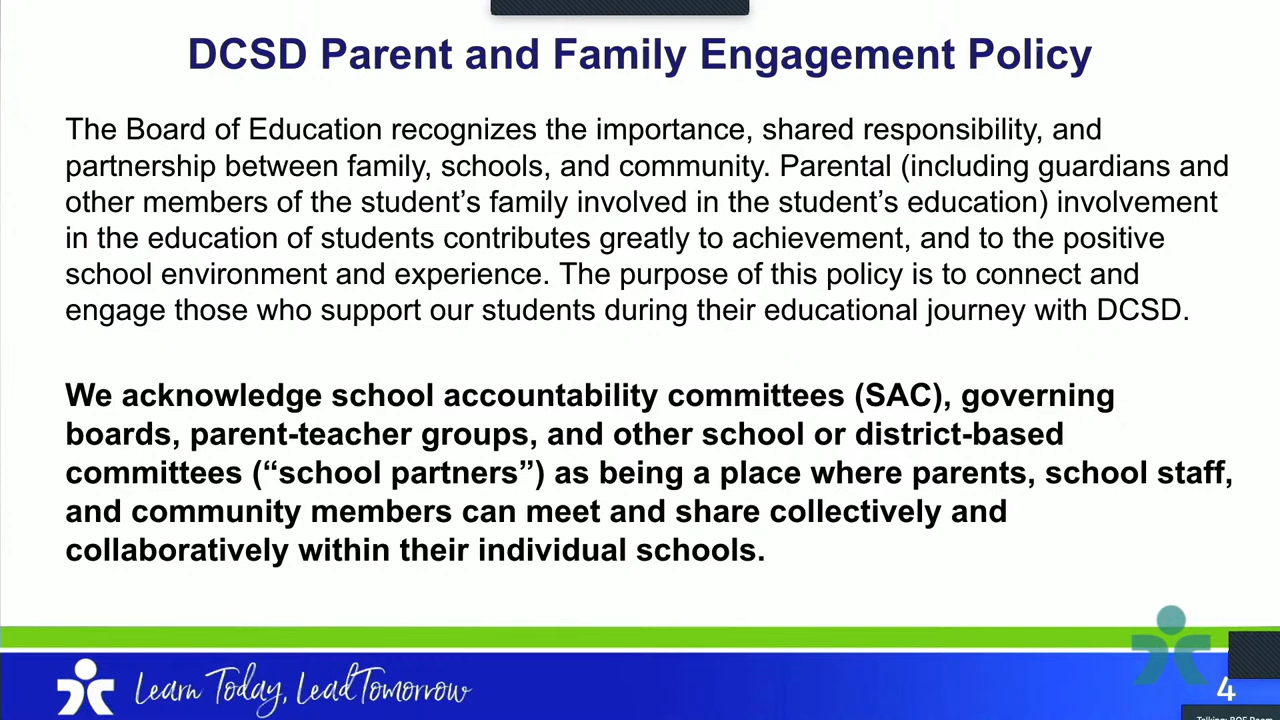 DCSD Parent and Family Engagement Policy
The Board of Education recognizes the importance, shared responsibility, and
partnership between family, schools, and community. Parental (including guardians and
other members of the student’s family involved in the student’s education) involvement
in the education of students contributes greatly to achievement, and to the positive
school environment and experience. The purpose of this policy is to connect and
engage those who support our students during their educational journey with DCSD.
We acknowledge school accountability committees (SAC), governing
boards, parent-teacher groups, and other school or district-based
committees (“school partners”) as being a place where parents, school staff,
and community members can meet and share collectively and
collaboratively within their individual schools.
Learn Today, Lead Tomorrow
4